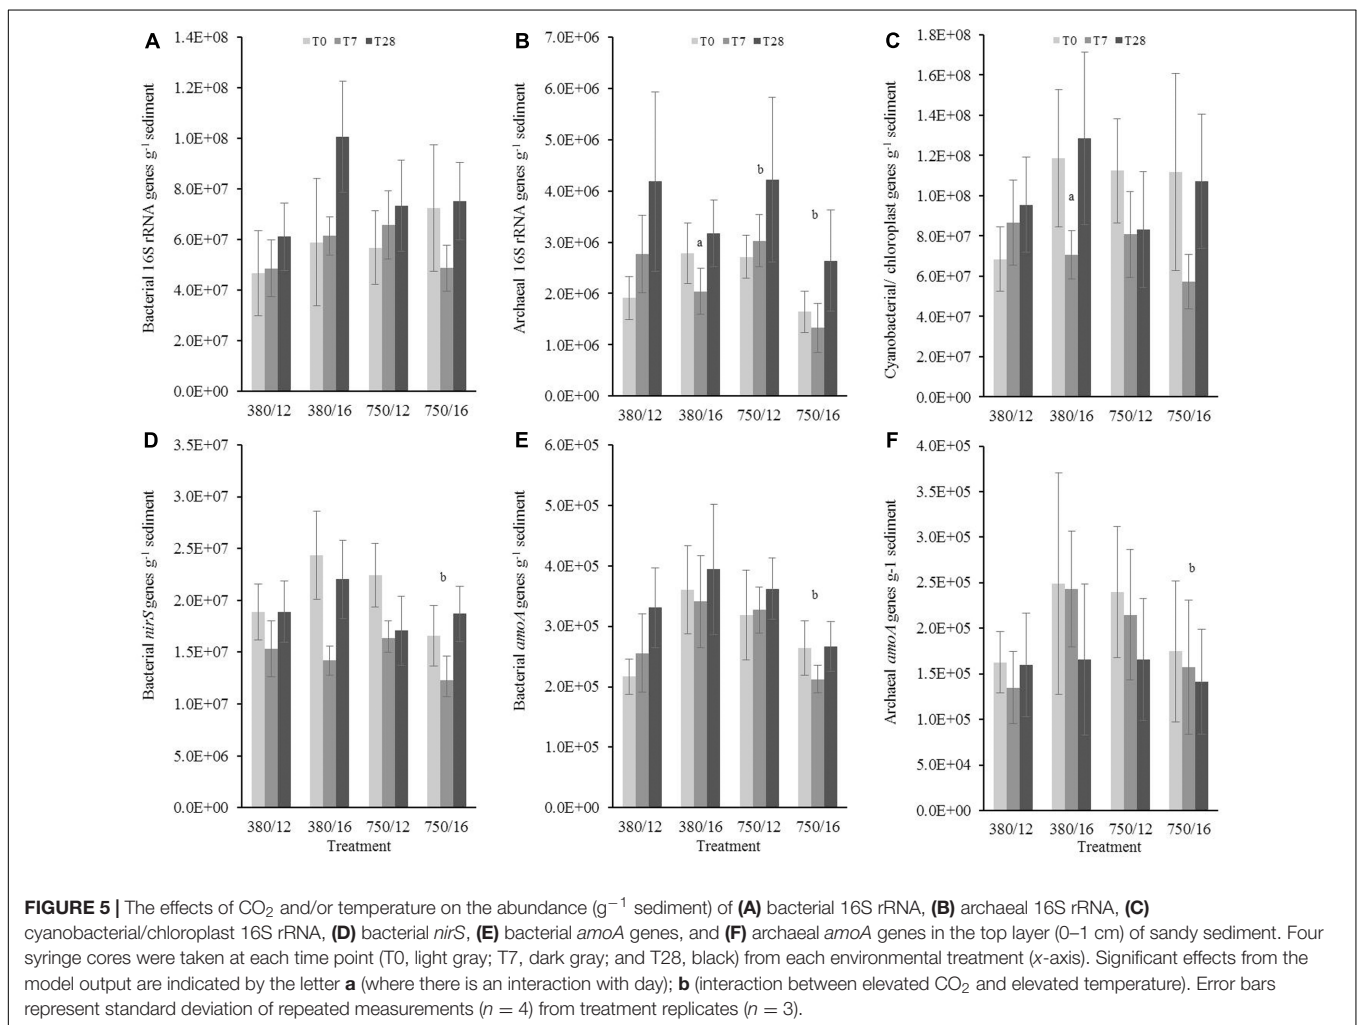 A
T0 T7 T28
1.4E+08
1.2E+08
1.0E+08
8.0E+07
6.0E+07
4.0E+07
2.0E+07
0.0E+00
Bacterial 16S rRNA genes g-1 sediment
380/12 380/16 750/12 750/16
B
T0 T7 T28
7.0E+06
6.0E+06
5.0E+06
4.0E+06
3.0E+06
2.0E+06
1.0E+06
0.0E+00
Archaeal 16S rRNA genes g-1 sediment
a
b
b
380/12 380/16 750/12 750/16
C
T0 T7 T28
1.8E+08
1.6E+08
1.4E+08
1.2E+08
1.0E+08
8.0E+07
6.0E+07
4.0E+07
2.0E+07
0.0E+00
Cyanobacterial/ chloroplast genes g-1 sediment
a
380/12 380/16 750/12 750/16
D
3.5E+07
3.0E+07
2.5E+07
2.0E+07
1.5E+07
1.0E+07
5.0E+06
0.0E+00
Bacterial nirS genes g-1 sediment
b
380/12 380/16 750/12 750/16
Treatment
E
6.0E+05
5.0E+05
4.0E+05
3.0E+05
2.0E+05
1.0E+05
0.0E+00
Bacterial amoA genes g-1 sediment
b
380/12 380/16 750/12 750/16
Treatment
F
4.0E+05
3.5E+05
3.0E+05
2.5E+05
2.0E+05
1.5E+05
1.0E+05
5.0E+04
0.0E+00
Archaeal amoA genes g-1 sediment
b
380/12 380/16 750/12 750/16
Treatment
FIGURE 5 | The effects of CO2 and/or temperature on the abundance (g−1 sediment) of (A) bacterial 16S rRNA, (B) archaeal 16S rRNA, (C)
cyanobacterial/chloroplast 16S rRNA, (D) bacterial nirS, (E) bacterial amoA genes, and (F) archaeal amoA genes in the top layer (0–1 cm) of sandy sediment. Four
syringe cores were taken at each time point (T0, light gray; T7, dark gray; and T28, black) from each environmental treatment (x-axis). Significant effects from the
model output are indicated by the letter a (where there is an interaction with day); b (interaction between elevated CO2 and elevated temperature). Error bars
represent standard deviation of repeated measurements (n = 4) from treatment replicates (n = 3).